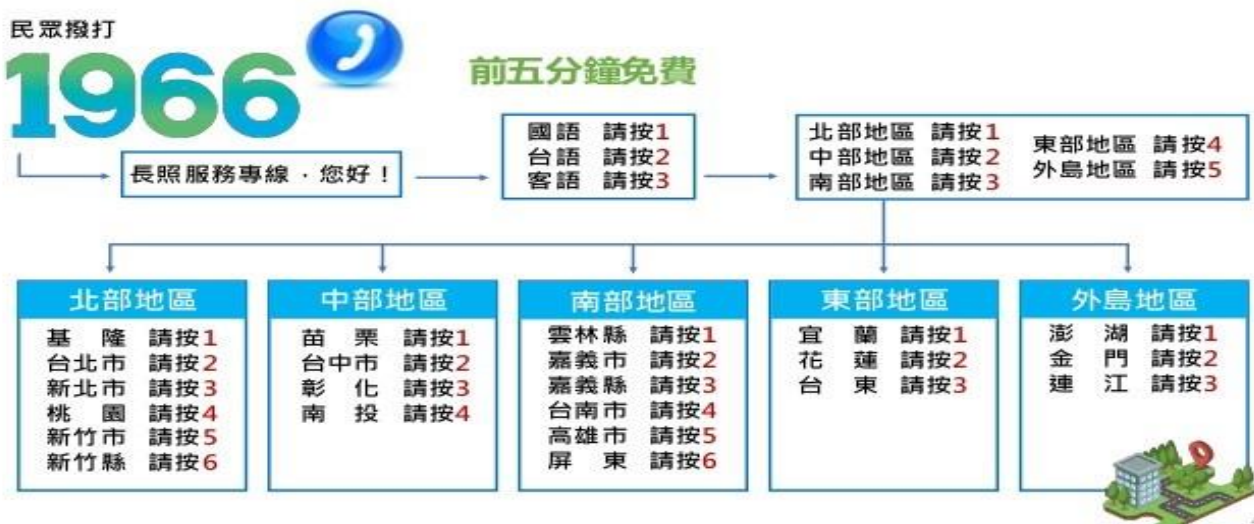 民眾撥打
1966
前五分鐘免費
長照服務專線，您好！
國語 請按1
台語 請按2
客語 請按3
北部地區 請按1
中部地區 請按2
南部地區 請按3
東部地區 請按4
外島地區 請按5
北部地區
基隆 請按1
台北市 請按2
新北市 請按3
桃園 請按4
新竹市 請按5
新竹縣 請按6
中部地區
苗栗 請按1
台中市 請按2
彰化 請按3
南投 請按4
南部地區
雲林縣 請按1
嘉義市 請按2
嘉義縣 請按3
台南市 請按4
高雄市 請按5
屏東 請按6
東部地區
宜蘭 請按1
花蓮 請按2
台東 請按3
外島地區
澎湖 請按1
金門 請按2
連江 請按3